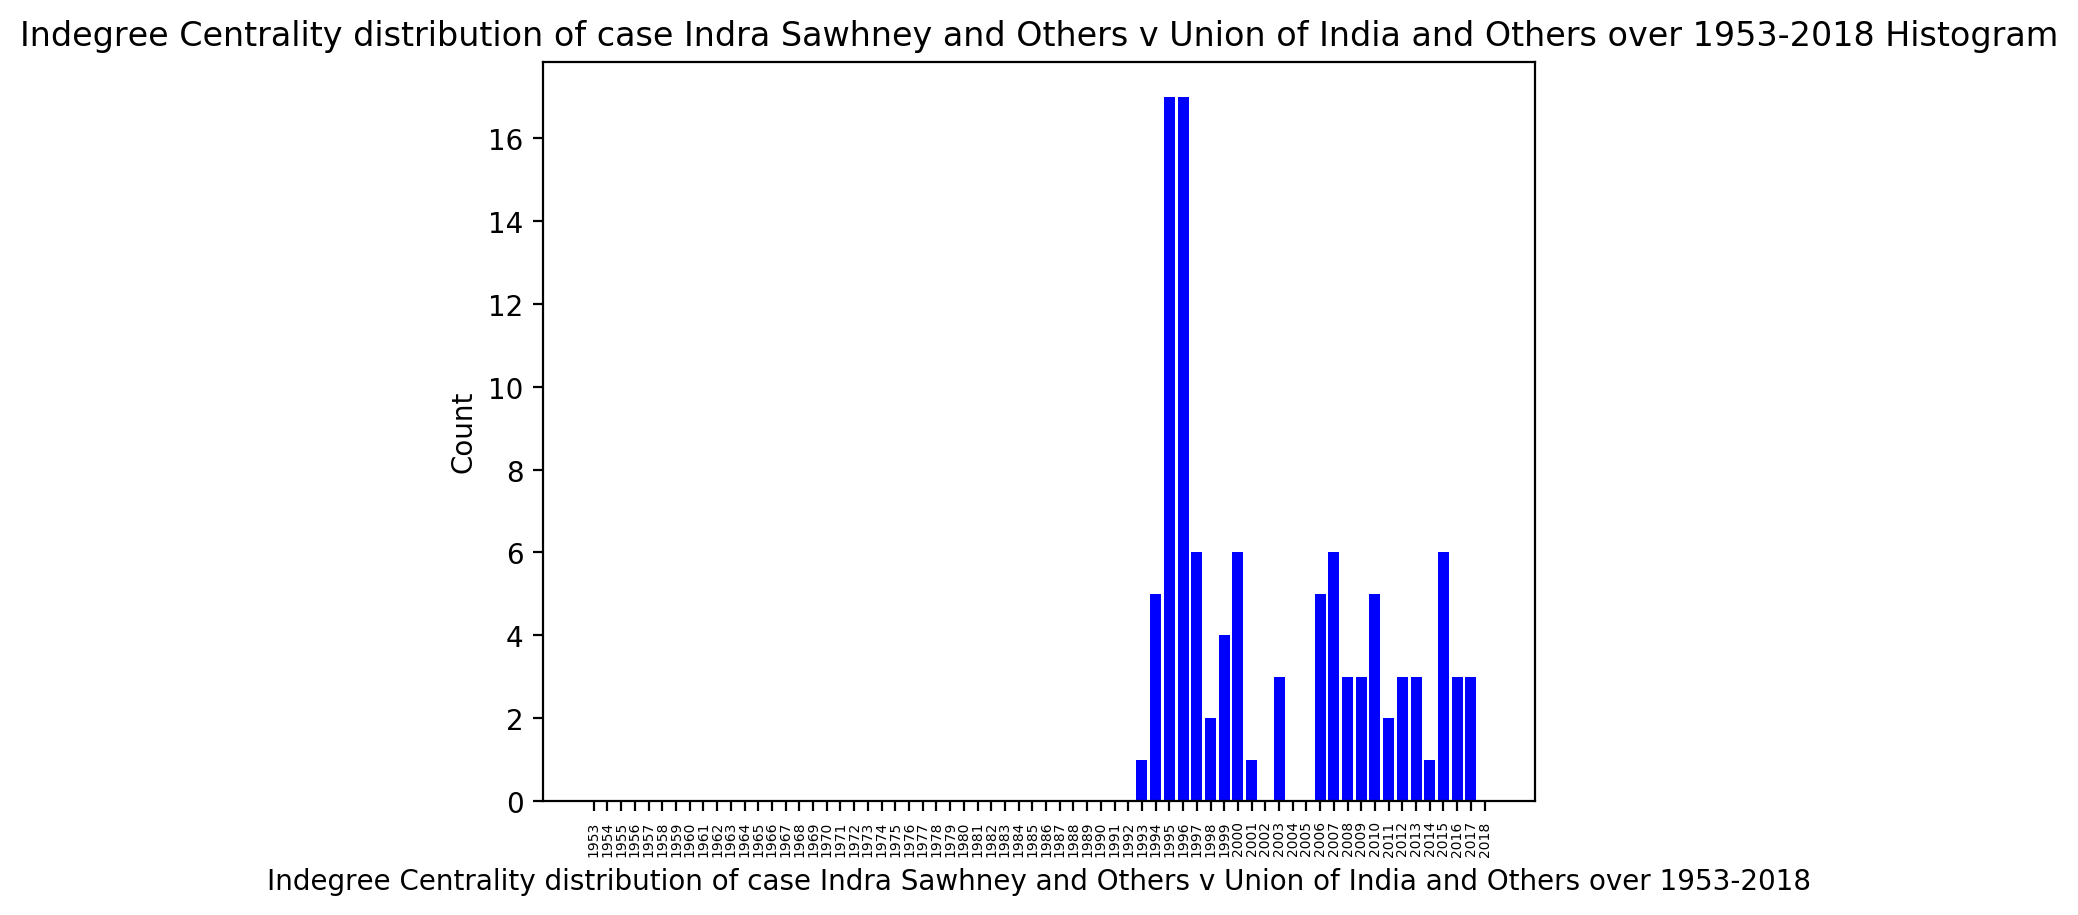 Indegree Centrality distribution of case Indra Sawhney and Others v Union of India and Others over 1953-2018 Histogram
Count
16
14
12
10
8
6
4
2
0
1953 1954 1955 1956 1957 1958 1959 1960 1961 1962 1963 1964 1965 1966 1967 1968 1969 1970 1971 1972 1973 1974 1975 1976 1977 1978 1979 1980 1981 1982 1983 1984 1985 1986 1987 1988 1989 1990 1991 1992 1993 1994 1995 1996 1997 1998 1999 2000 2001 2002 2003 2004 2005 2006 2007 2008 2009 2010 2011 2012 2013 2014 2015 2016 2017 2018
Indegree Centrality distribution of case Indra Sawhney and Others v Union of India and Others over 1953-2018